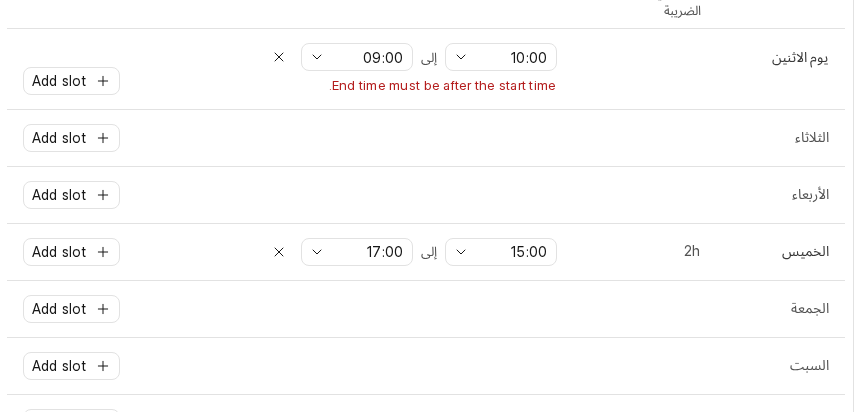 الضريبة
يوم الاثنين 10:00 إلى 09:00
.End time must be after the start time
Add slot
الثلاثاء Add slot
الأربعاء Add slot
الخميس 2h 15:00 إلى 17:00 Add slot
الجمعة Add slot
السبت Add slot